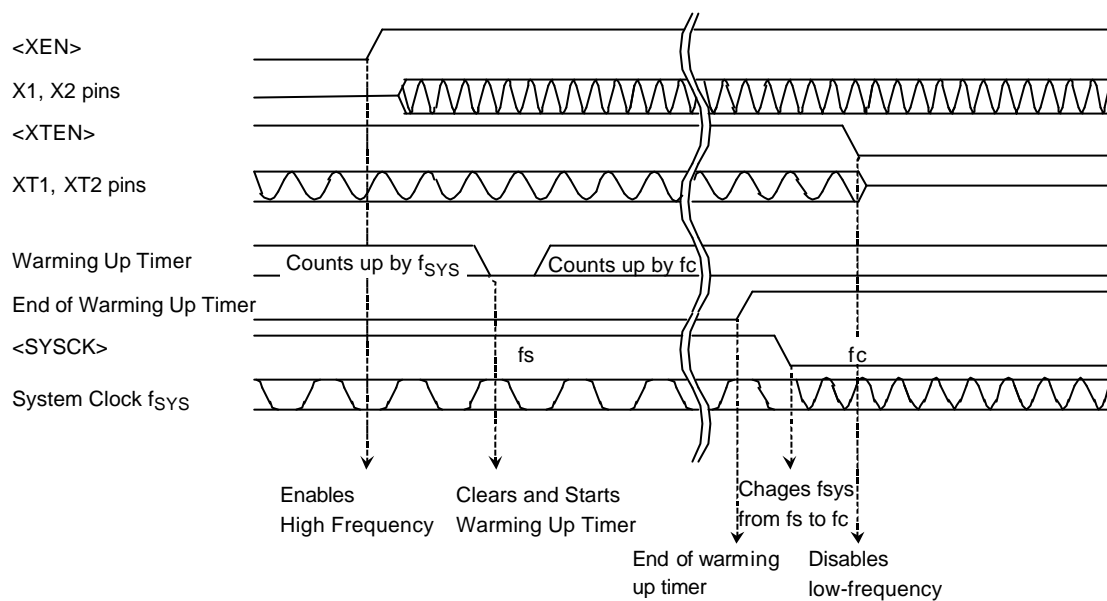 <XEN>
X1, X2 pins
<XTEN>
XT1, XT2 pins
Warming Up Timer
Counts up by fSYS
Counts up by fc
End of Warming Up Timer
<SYSCK>
fs
fc
System Clock fSYS
Enables
High Frequency
Clears and Starts
Warming Up Timer
Chages fsys
from fs to fc
End of warming
up timer
Disables
low-frequency